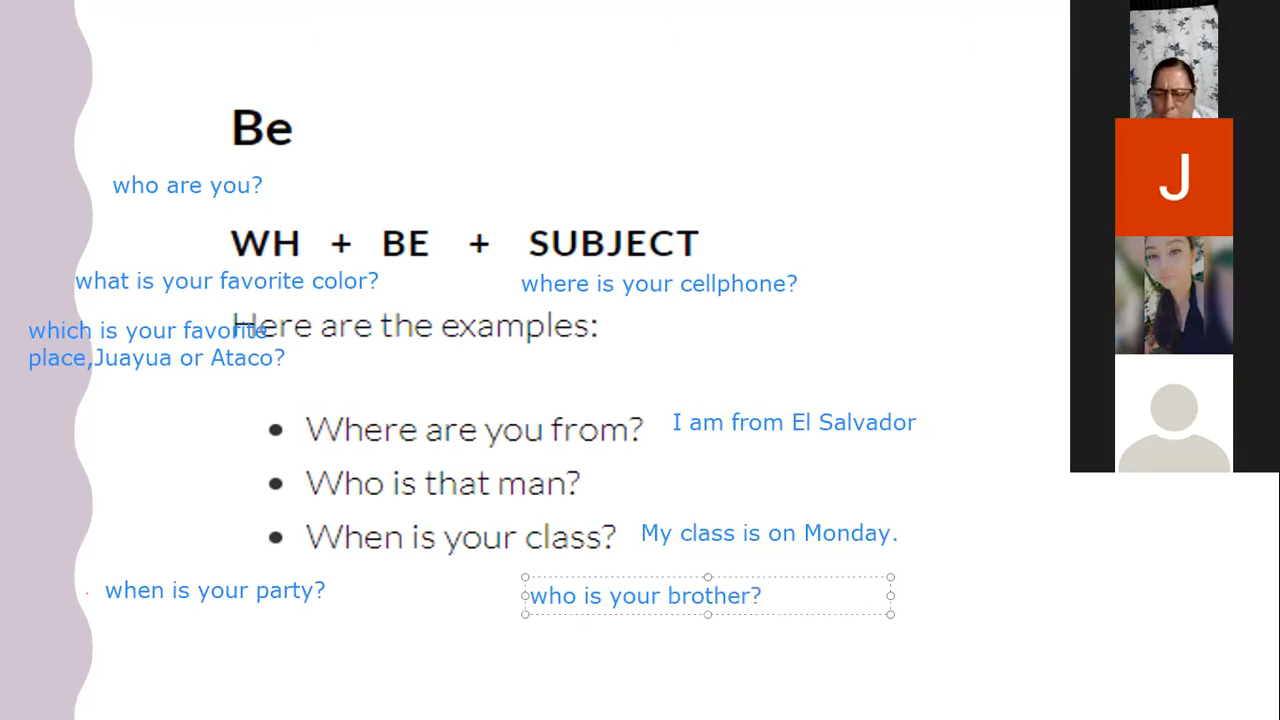 Be
who are you?
WH + BE + SUBJECT
what is your favorite color?
where is your cellphone?
Here are the examples:
which is your favorite
place,Juayua or Ataco?
Where are you from?
I am from El Salvador
Who is that man?
When is your class?
My class is on Monday.
when is your party?
who is your brother?
J